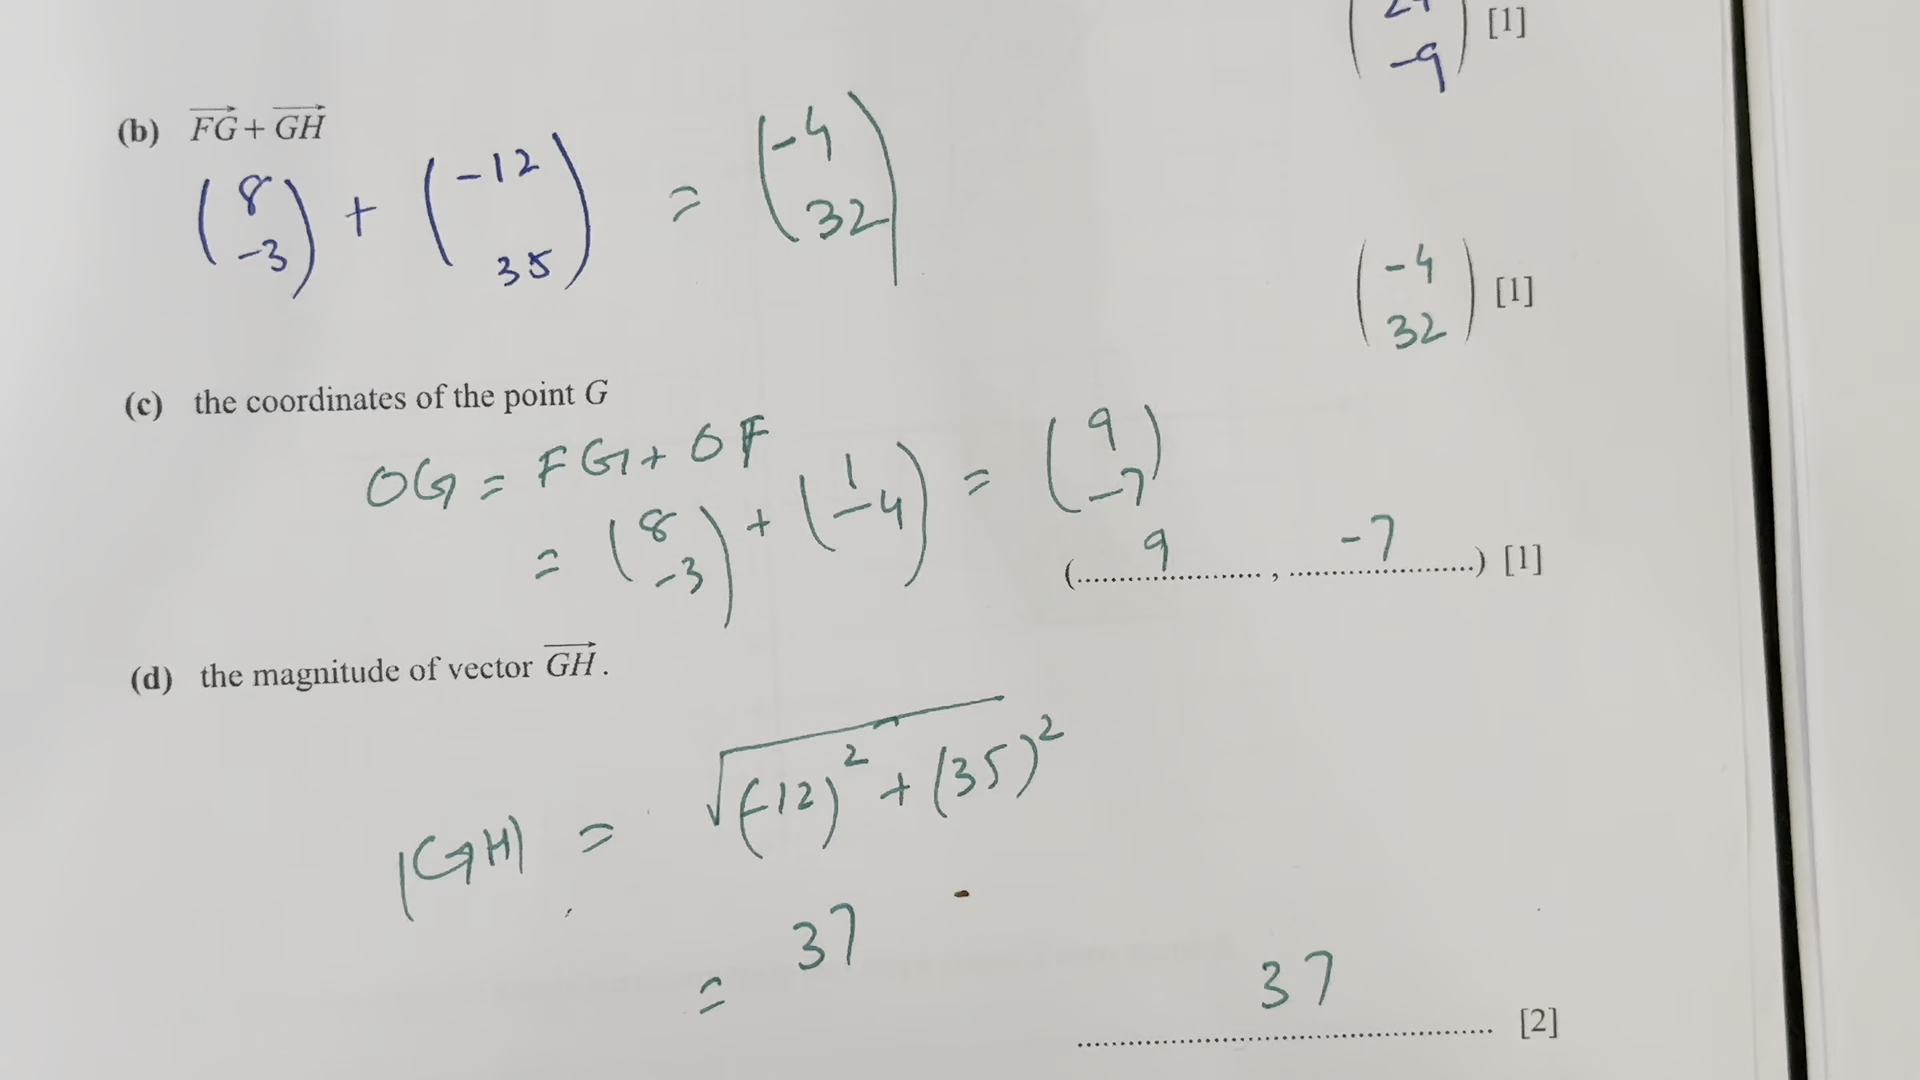 -9 [1]
(b) FG + GH
(8 -3) + (-12 35) = (-4 32)
(-4 32) [1]
(c) the coordinates of the point G
OG = FG + OF
= (8 -3) + (1 -4) = (9 -7)
(9, -7) [1]
(d) the magnitude of vector GH.
|GH| = √(-12)² + (35)²
= 37
37 [2]